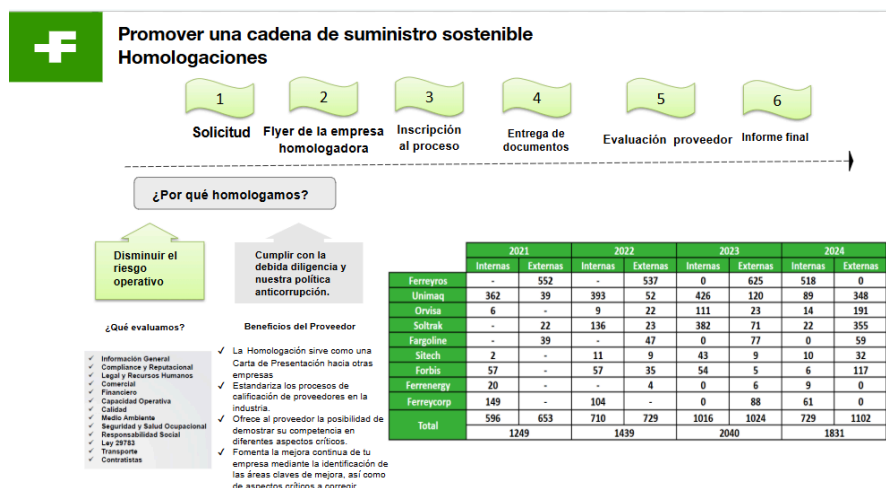 Promover una cadena de suministro sostenible
Homologaciones
1
Solicitud
2
Flyer de la empresa
homologadora
3
Inscripción
al proceso
4
Entrega de
documentos
5
Evaluación proveedor
6
Informe final
¿Por qué homologamos?
Disminuir el
riesgo
operativo
Cumplir con la
debida diligencia y
nuestra política
anticorrupción.
¿Qué evaluamos?
✓ Información General
✓ Compliance y Reputacional
✓ Legal y Recursos Humanos
✓ Comercial
✓ Financiero
✓ Capacidad Operativa
✓ Calidad
✓ Medio Ambiente
✓ Seguridad y Salud Ocupacional
✓ Responsabilidad Social
✓ Ley 29783
✓ Transporte
✓ Contratistas
Beneficios del Proveedor
✓ La Homologación sirve como una
Carta de Presentación hacia otras
empresas
✓ Estandariza los procesos de
calificación de proveedores en la
industria.
✓ Ofrece al proveedor la posibilidad de
demostrar su competencia en
diferentes aspectos críticos.
✓ Fomenta la mejora continua de tu
empresa mediante la identificación de
las áreas claves de mejora, así como
de aspectos críticos a corregir.
2021 2022 2023 2024
Internas Externas Internas Externas Internas Externas Internas Externas
Ferreyros - 552 - 537 0 625 518 0
Unimaq 362 39 393 52 426 120 89 348
Orvisa 6 - 9 22 111 23 14 191
Soltrak - 22 136 23 382 71 22 355
Fargoline - 39 - 47 0 77 0 59
Sitech 2 - 11 9 43 9 10 32
Forbis 57 - 57 35 54 5 6 117
Ferrenergy 20 - - 4 0 6 9 0
Ferreycorp 149 - 104 - 0 88 61 0
Total 596 653 710 729 1016 1024 729 1102
1249 1439 2040 1831